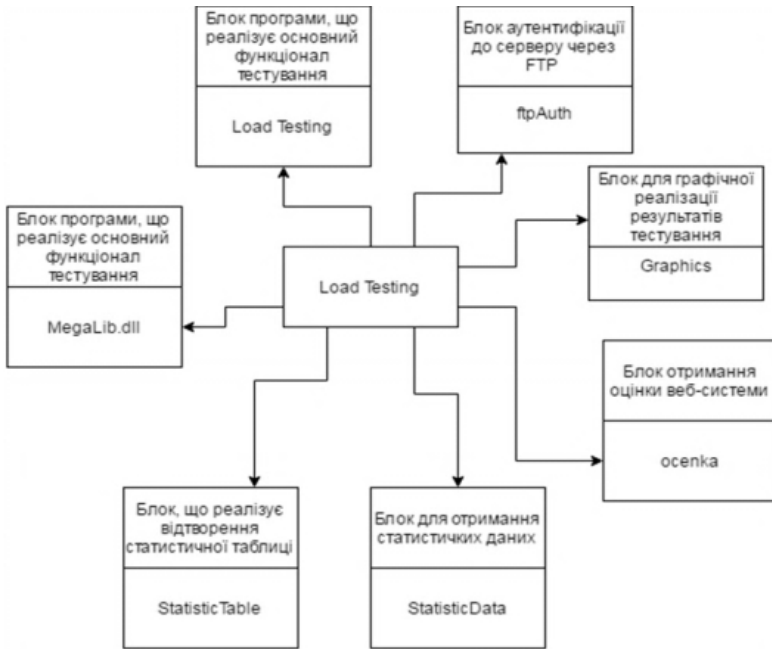 Блок програми, що
реалізує основний
функціонал
тестування
Load Testing
Блок аутентифікації
до серверу через
FTP
ftpAuth
Блок для графічної
реалізації
результатів
тестування
Graphics
Блок програми, що
реалізує основний
функціонал
тестування
MegaLib.dll
Load Testing
Блок отримання
оцінки веб-системи
ocenka
Блок, що реалізує
відтворення
статистичної таблиці
StatisticTable
Блок для отримання
статистичких даних
StatisticData